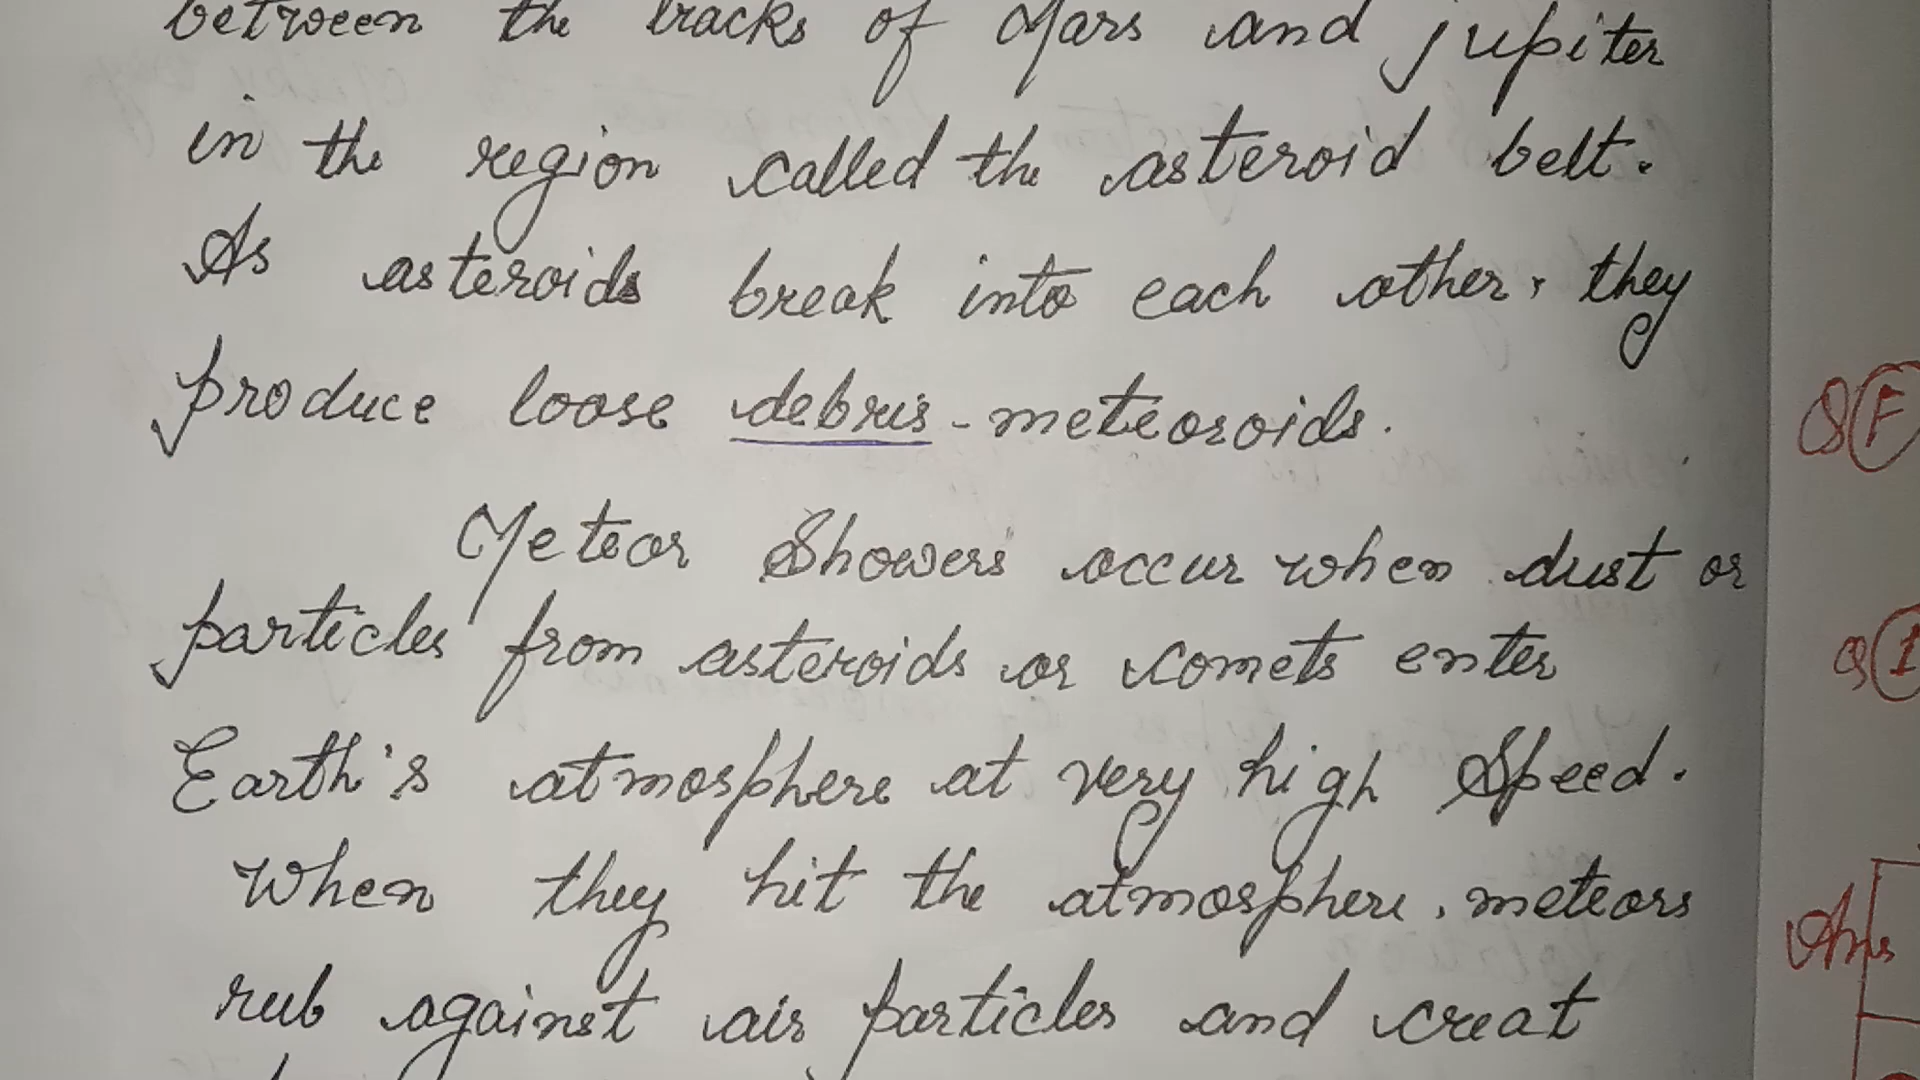 between the tracks of Mars and jupiter
in the region called the asteroid belt.
As asteroids break into each other, they
produce loose debris - meteoroids.
Meteor Showers occur when dust or
particles from asteroids or comets enter
Earth's atmosphere at very high Speed.
When they hit the atmosphere, meteors
rub against air particles and creat
Q F
Q
Ans